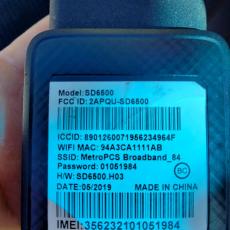 Model:SD6500
FCC ID: 2APQU-SD6500
ICCID: 8901260071956234964F
WIFI MAC: 94A3CA1111AB
SSID: MetroPCS Broadband_84
Password: 01051984
H/W: SD6500.H03
BC
DATE:05/2019 MADE IN CHINA
IMEI:356232101051984